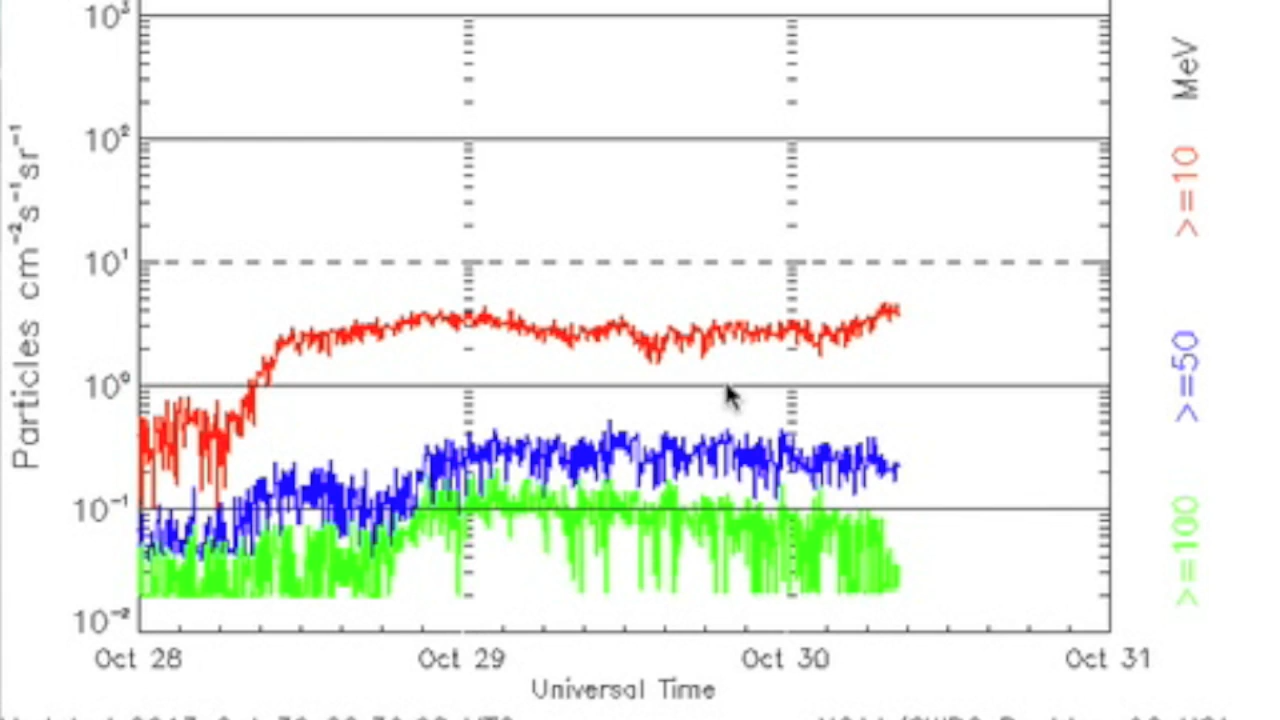 10³
10²
10¹
10⁰
10⁻¹
10⁻²
Particles cm⁻²s⁻¹sr⁻¹
Oct 28
Oct 29
Oct 30
Oct 31
Universal Time
MeV
>=10
>=50
>=100